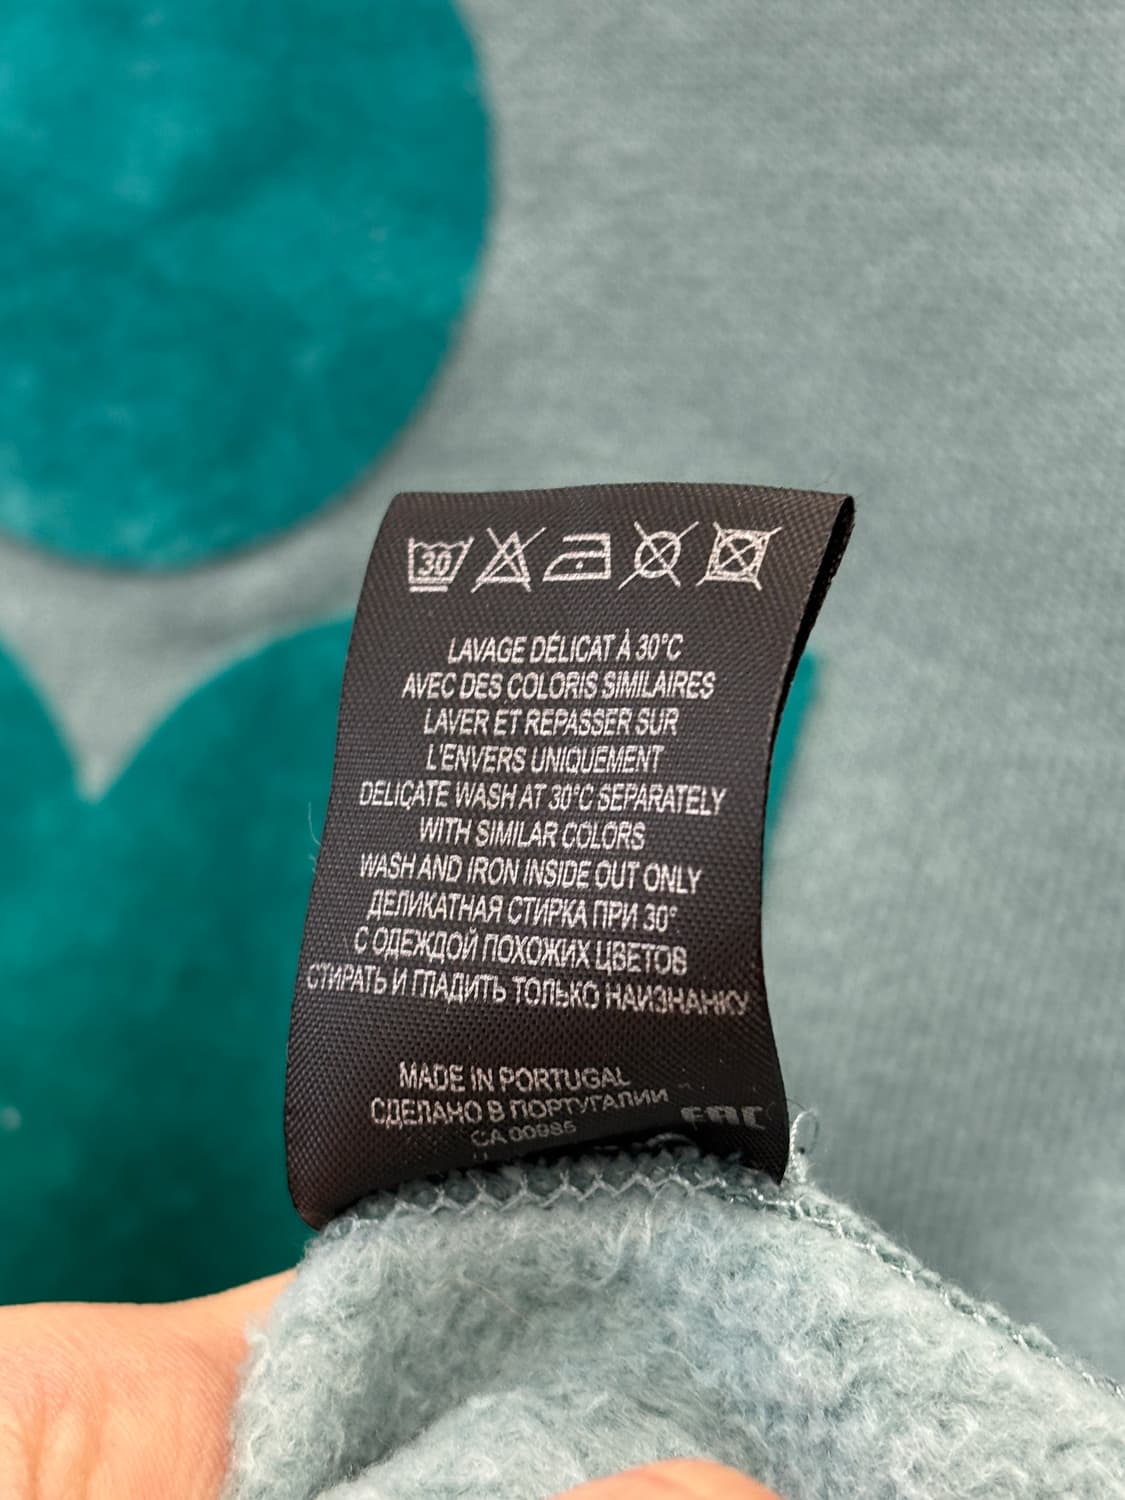 30
LAVAGE DÉLICAT À 30°C
AVEC DES COLORIS SIMILAIRES
LAVER ET REPASSER SUR
L'ENVERS UNIQUEMENT
DELICATE WASH AT 30°C SEPARATELY
WITH SIMILAR COLORS
WASH AND IRON INSIDE OUT ONLY
ДЕЛИКАТНАЯ СТИРКА ПРИ 30°
С ОДЕЖДОЙ ПОХОЖИХ ЦВЕТОВ
СТИРАТЬ И ГЛАДИТЬ ТОЛЬКО НАИЗНАНКУ
MADE IN PORTUGAL
СДЕЛАНО В ПОРТУГАЛИИ EAC
CA 00985